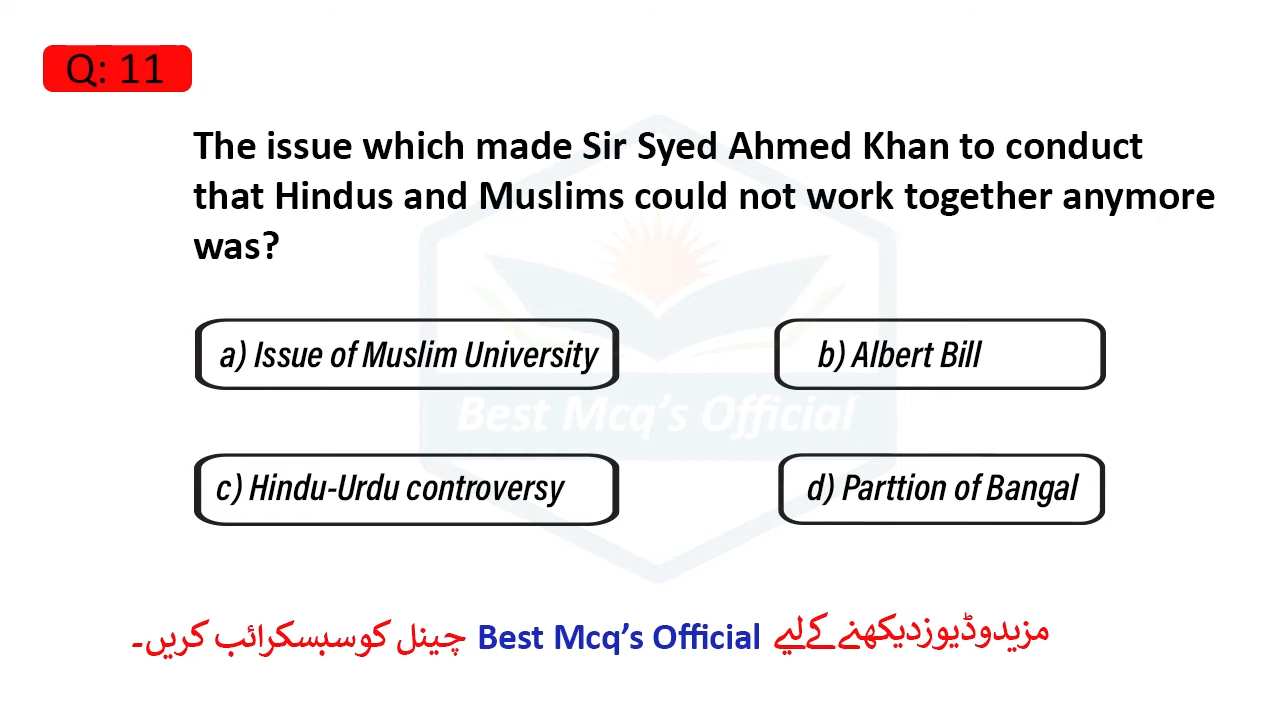 Q: 11
The issue which made Sir Syed Ahmed Khan to conduct
that Hindus and Muslims could not work together anymore
was?
a) Issue of Muslim University
b) Albert Bill
Best Mcq’s Official
c) Hindu-Urdu controversy
d) Parttion of Bangal
مزیدوڈیوزدیکھنے کےلیے Best Mcq’s Official چینل کوسبسکرائب کریں۔